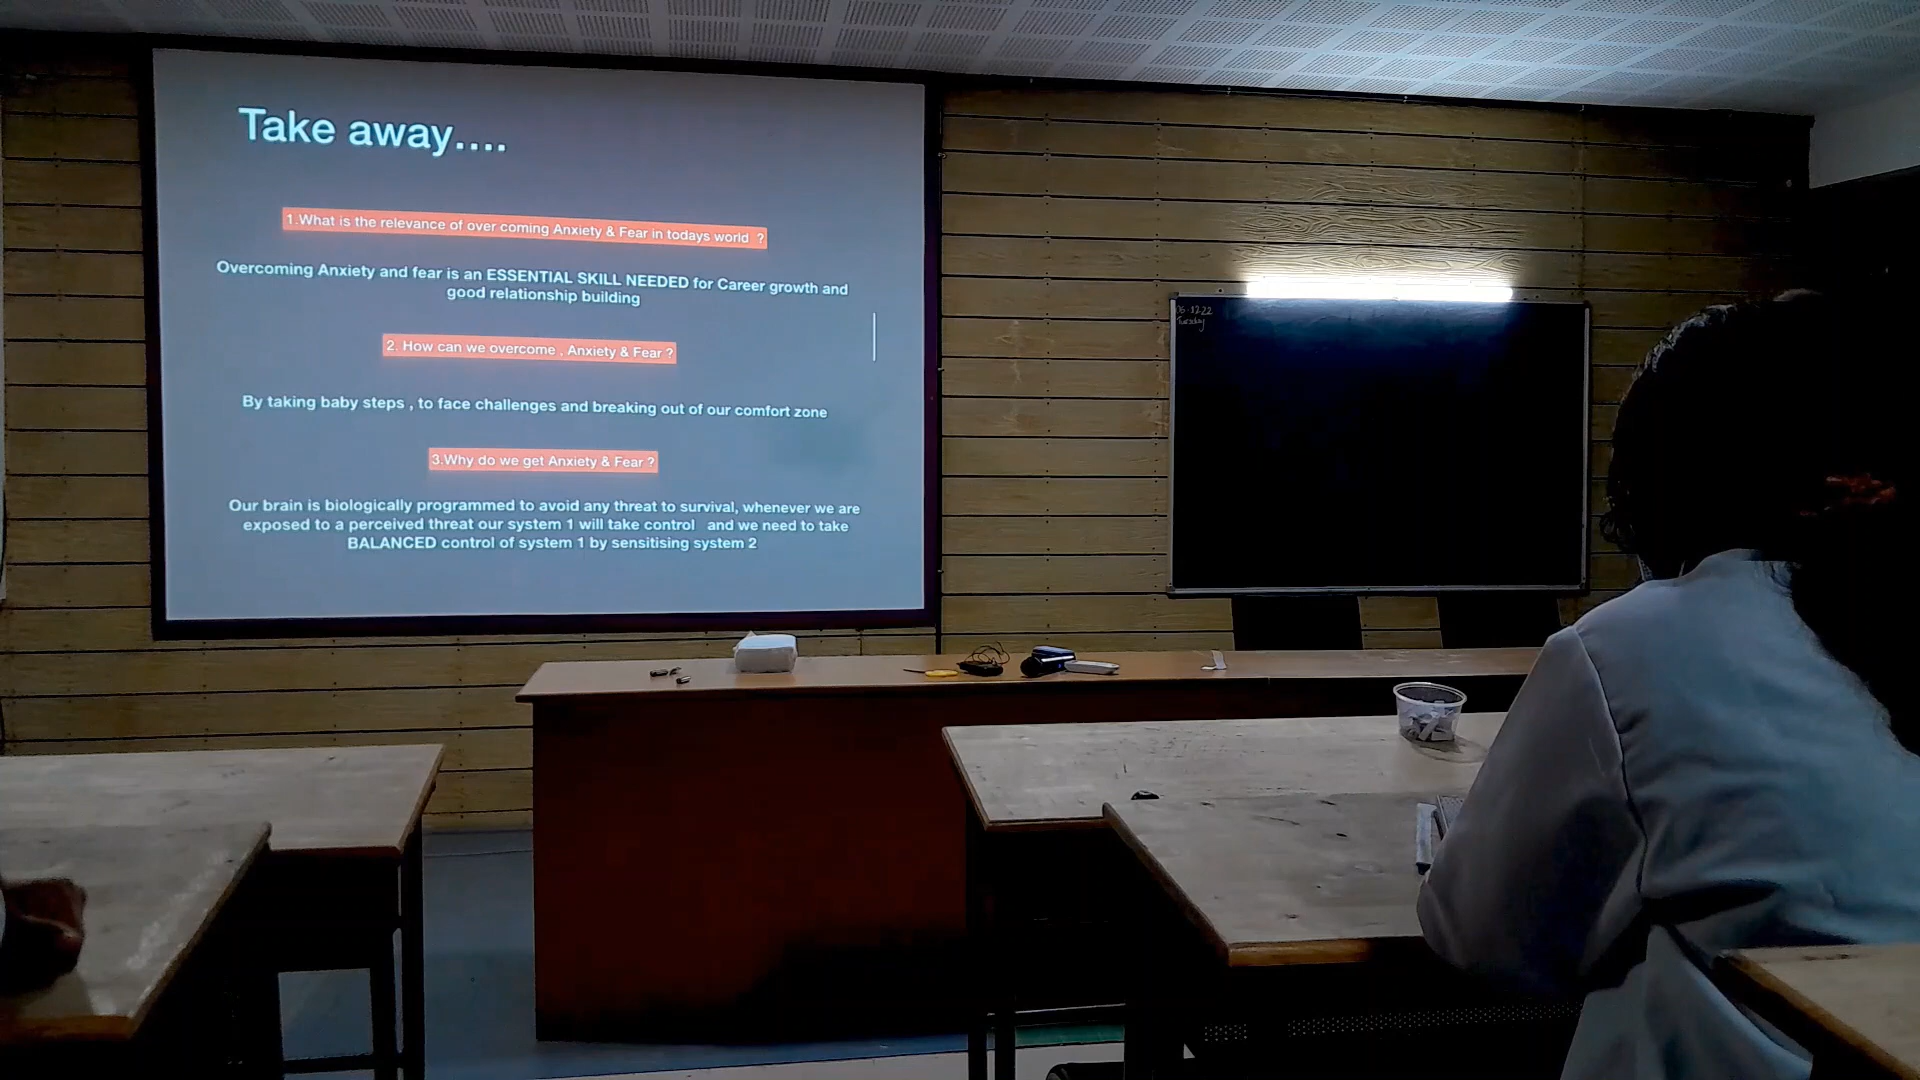 Take away....
1.What is the relevance of over coming Anxiety & Fear in todays world ?
Overcoming Anxiety and fear is an ESSENTIAL SKILL NEEDED for Career growth and
good relationship building
2. How can we overcome , Anxiety & Fear ?
By taking baby steps , to face challenges and breaking out of our comfort zone
3.Why do we get Anxiety & Fear ?
Our brain is biologically programmed to avoid any threat to survival, whenever we are
exposed to a perceived threat our system 1 will take control and we need to take
BALANCED control of system 1 by sensitising system 2
06.12.22
Tuesday